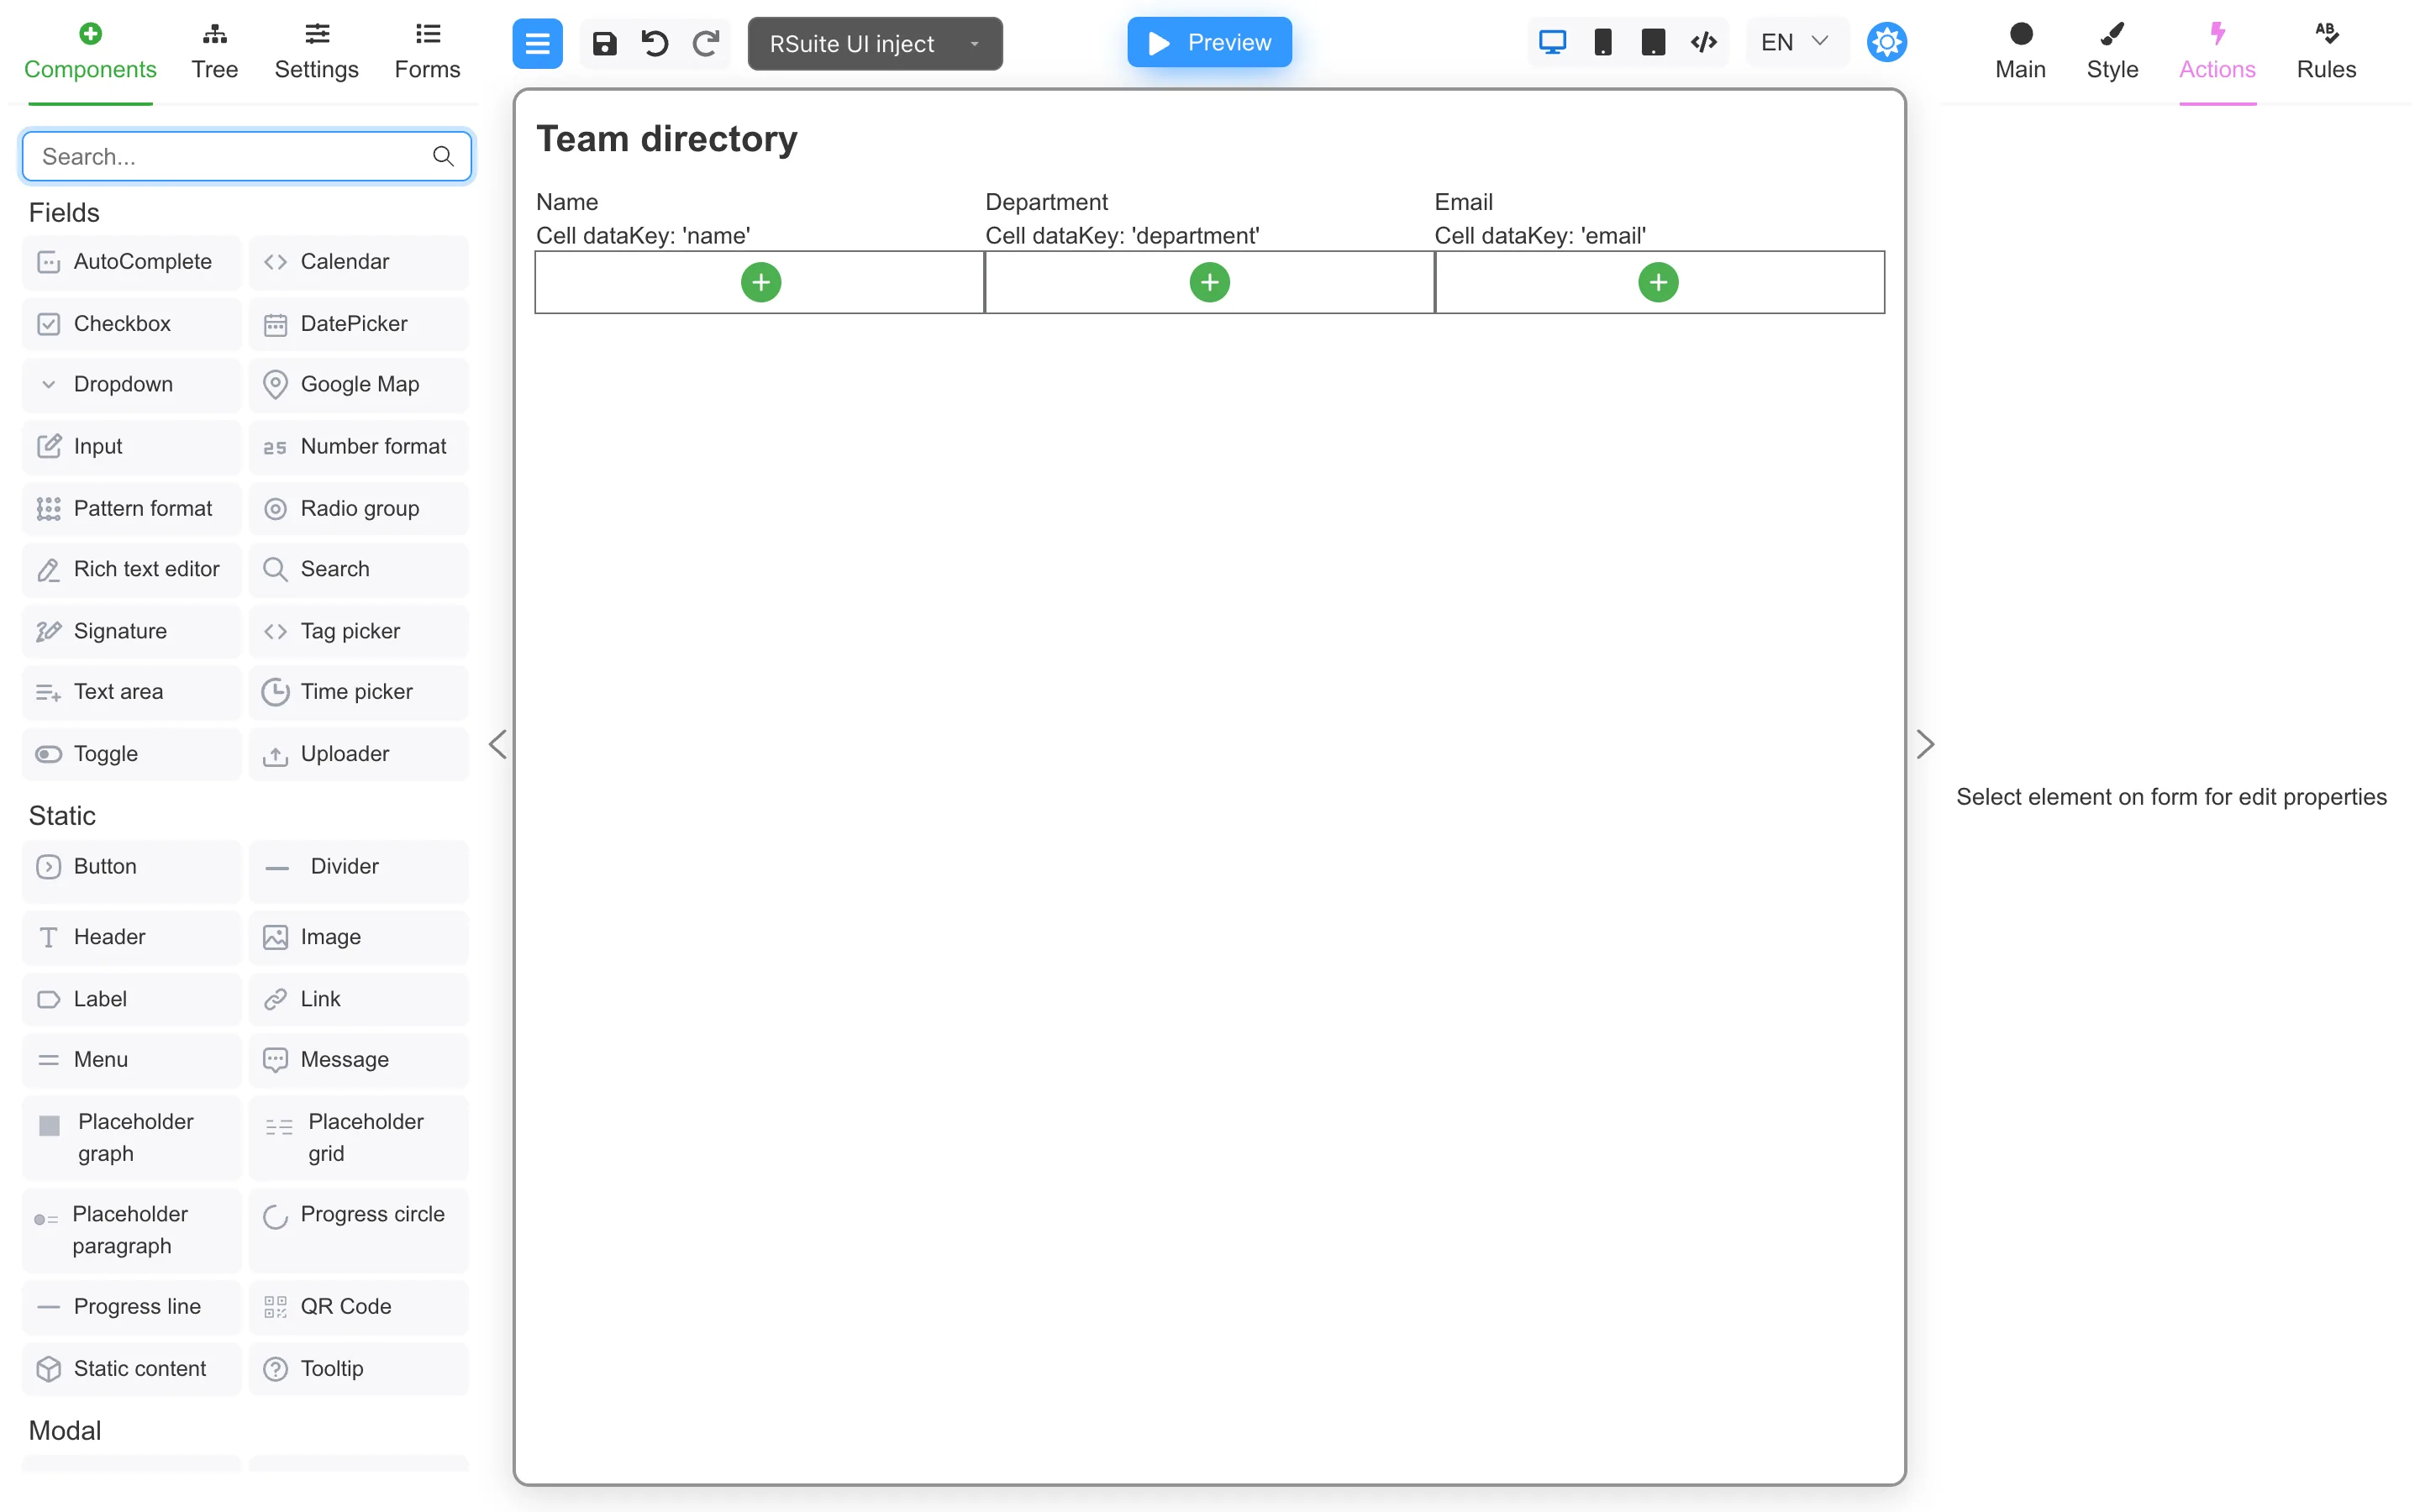 Components
Tree
Settings
Forms
RSuite UI inject
Preview
EN
Main
Style
Actions
AB
Rules
Search...
Fields
AutoComplete
Calendar
Checkbox
DatePicker
Dropdown
Google Map
Input
25 Number format
Pattern format
Radio group
Rich text editor
Search
Signature
Tag picker
Text area
Time picker
Toggle
Uploader
Static
Button
Divider
Header
Image
Label
Link
Menu
Message
Placeholder
graph
Placeholder
grid
Placeholder
paragraph
Progress circle
Progress line
QR Code
Static content
Tooltip
Modal
Team directory
Name
Department
Email
Cell dataKey: 'name'
Cell dataKey: 'department'
Cell dataKey: 'email'
Select element on form for edit properties